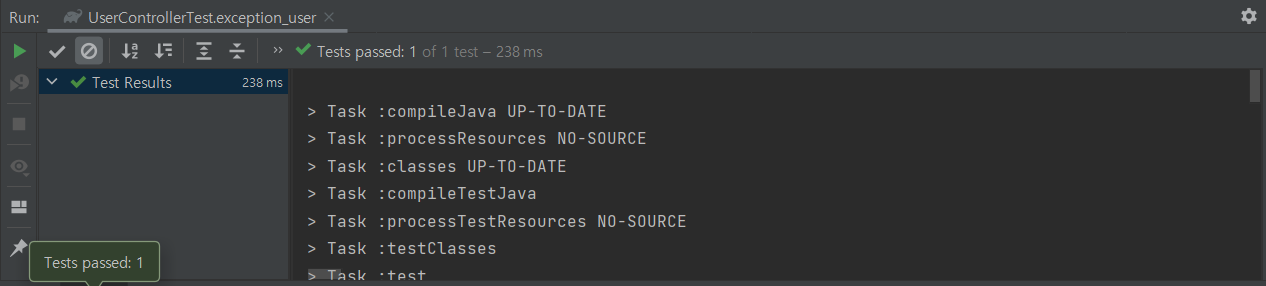 Run: UserControllerTest.exception_user
Tests passed: 1 of 1 test – 238 ms
Test Results 238 ms
> Task :compileJava UP-TO-DATE
> Task :processResources NO-SOURCE
> Task :classes UP-TO-DATE
> Task :compileTestJava
> Task :processTestResources NO-SOURCE
> Task :testClasses
> Task :test
Tests passed: 1